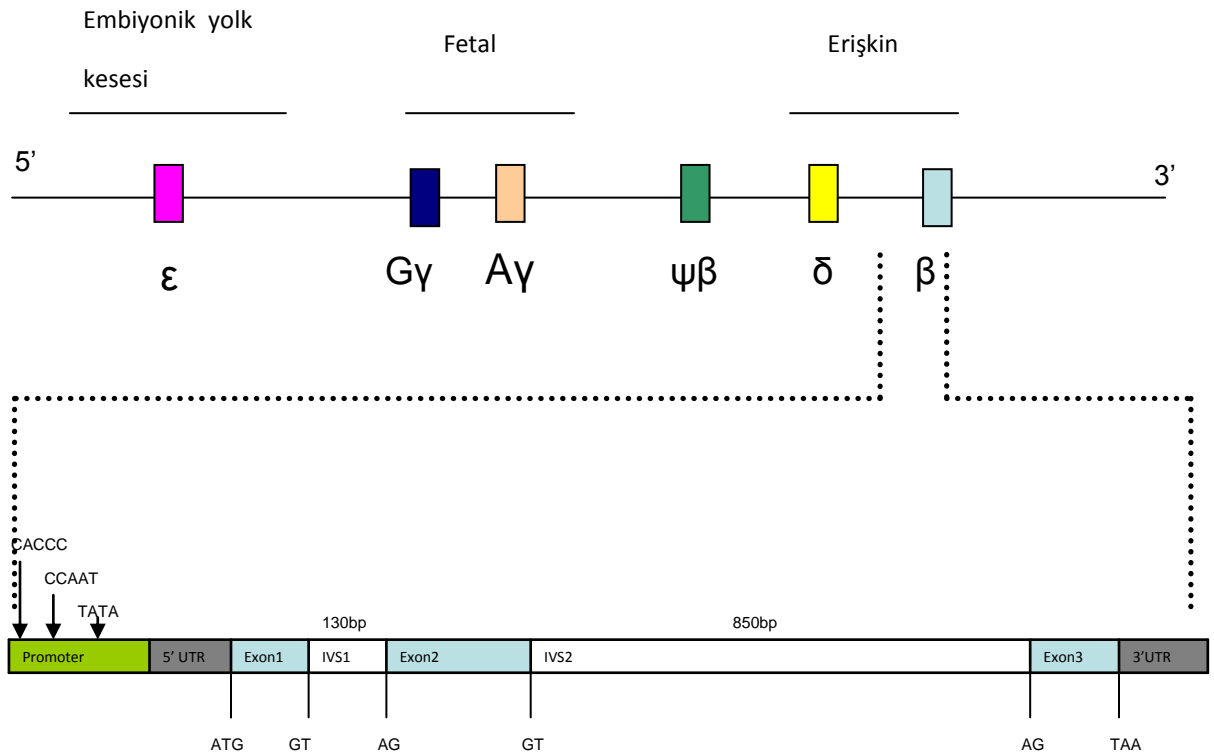 Embiyonik yolk
kesesi
Fetal
Erişkin
5’
3’
ε
Gγ
Aγ
ψβ
δ
β
CACCC
CCAAT
TATA
130bp
850bp
Promoter
5’ UTR
Exon1
IVS1
Exon2
IVS2
Exon3
3’UTR
ATG
GT
AG
GT
AG
TAA